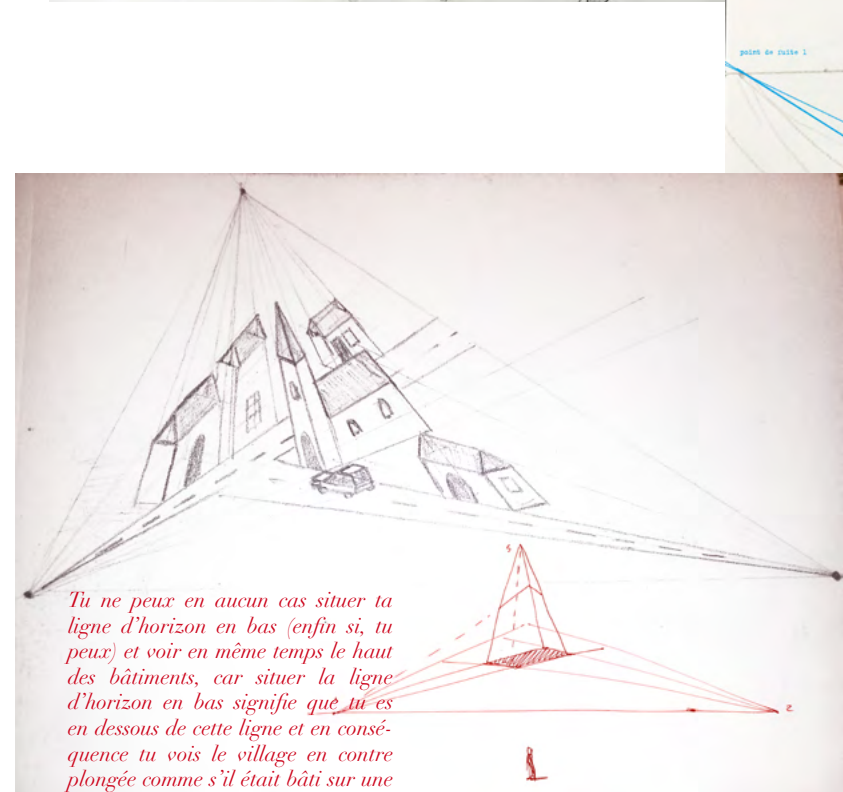 point de fuite 1
3
Tu ne peux en aucun cas situer ta
ligne d'horizon en bas (enfin si, tu
peux) et voir en même temps le haut
des bâtiments, car situer la ligne
d'horizon en bas signifie que tu es
en dessous de cette ligne et en consé-
quence tu vois le village en contre
plongée comme s'il était bâti sur une
2